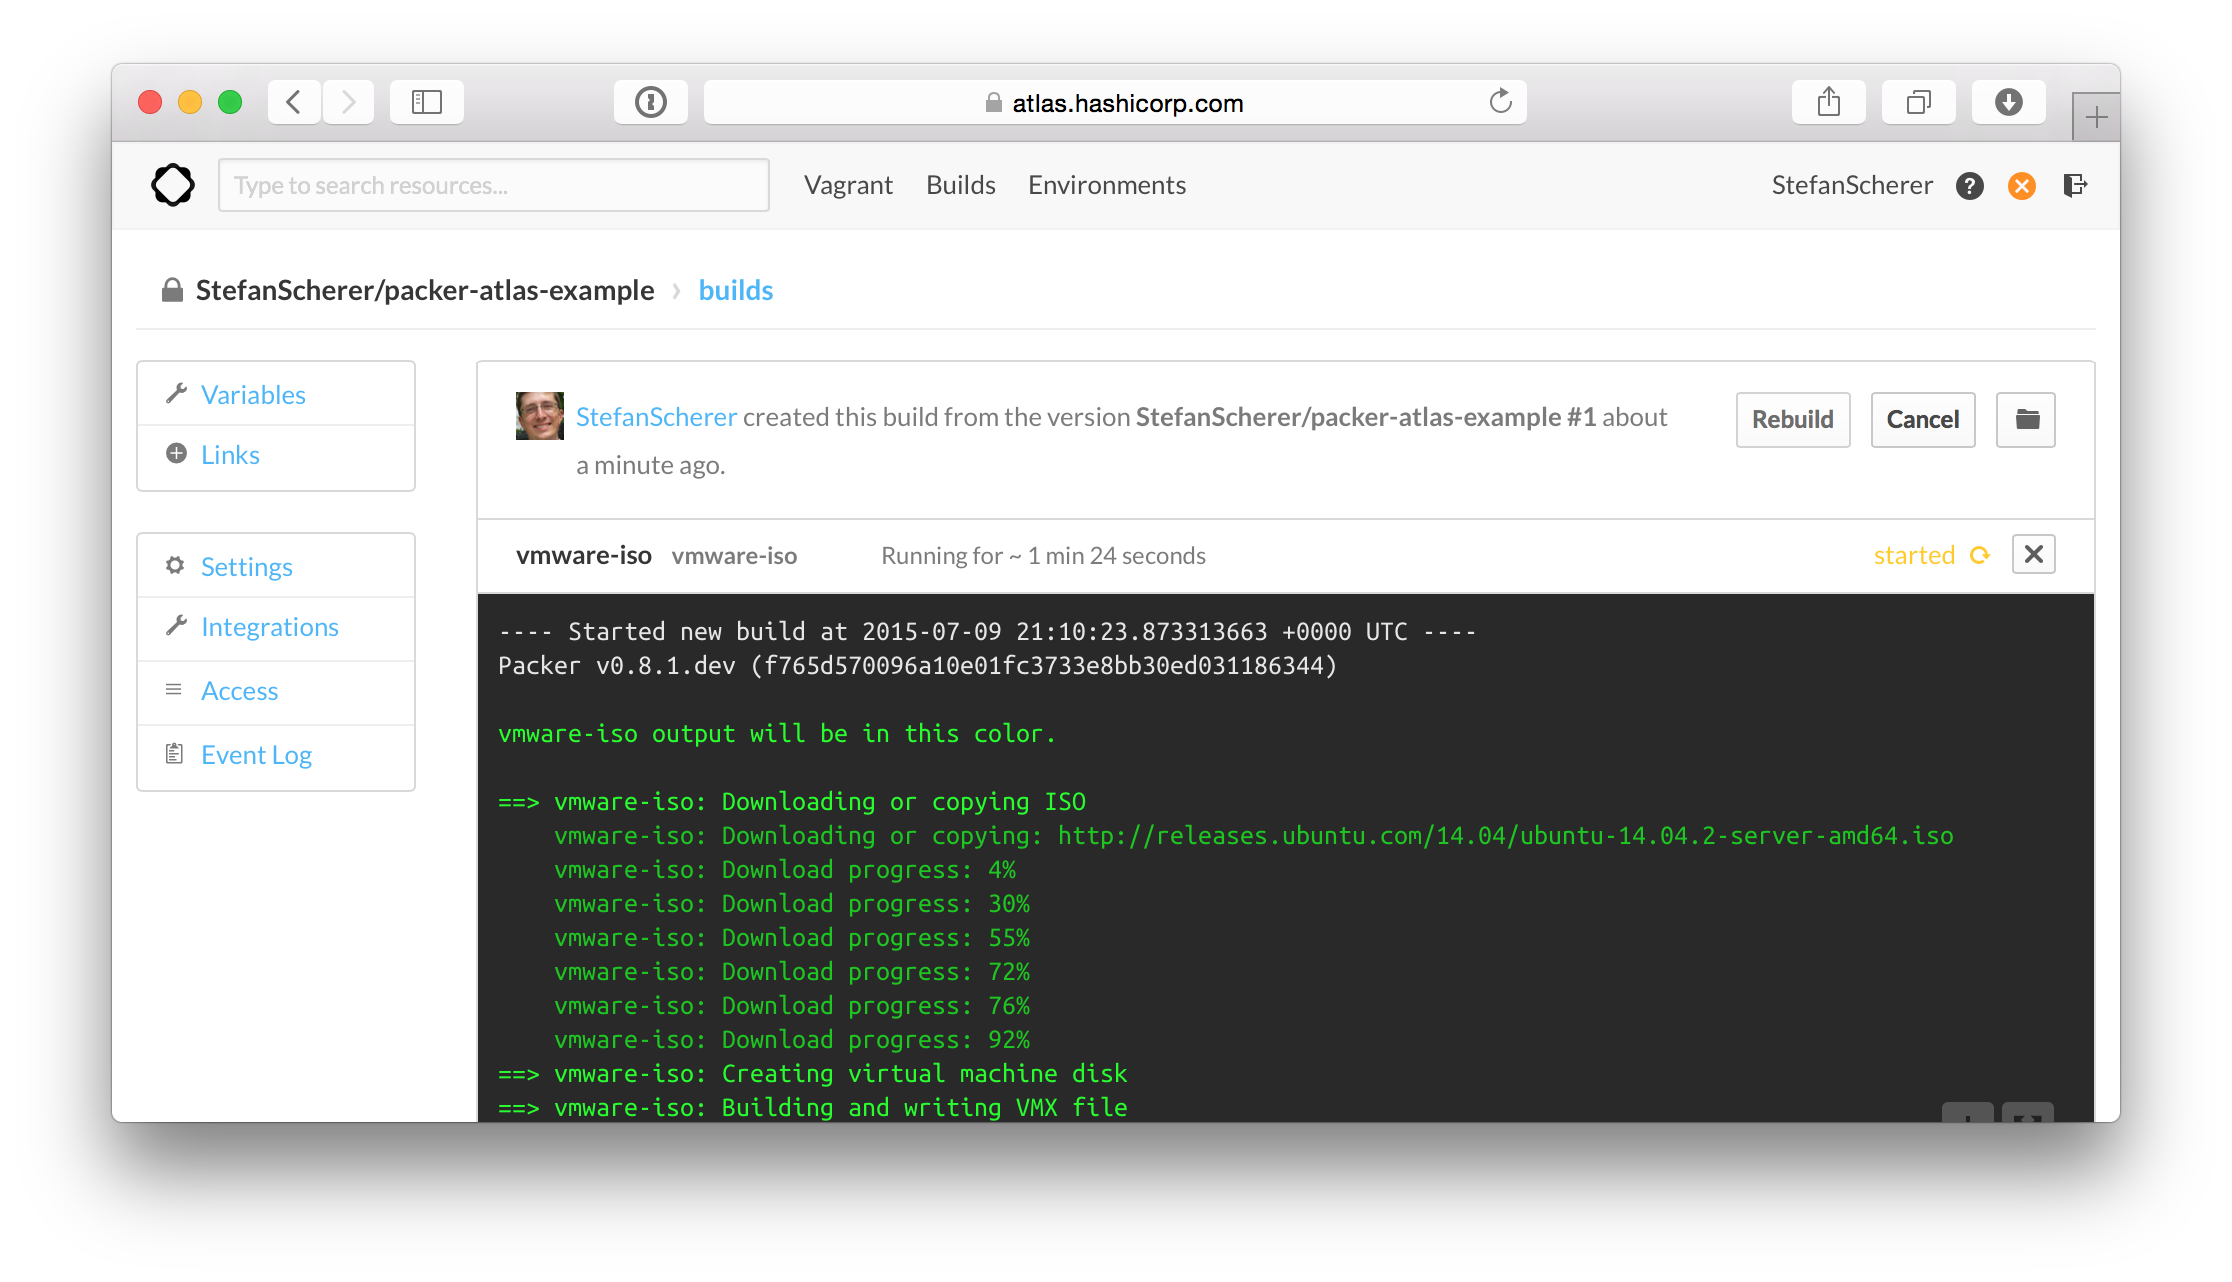 atlas.hashicorp.com
Type to search resources...
Vagrant Builds Environments
StefanScherer
StefanScherer/packer-atlas-example › builds
Variables
Links
Settings
Integrations
Access
Event Log
StefanScherer created this build from the version StefanScherer/packer-atlas-example #1 about
a minute ago.
Rebuild Cancel
vmware-iso vmware-iso Running for ~ 1 min 24 seconds started
---- Started new build at 2015-07-09 21:10:23.873313663 +0000 UTC ----
Packer v0.8.1.dev (f765d570096a10e01fc3733e8bb30ed031186344)
vmware-iso output will be in this color.
==> vmware-iso: Downloading or copying ISO
vmware-iso: Downloading or copying: http://releases.ubuntu.com/14.04/ubuntu-14.04.2-server-amd64.iso
vmware-iso: Download progress: 4%
vmware-iso: Download progress: 30%
vmware-iso: Download progress: 55%
vmware-iso: Download progress: 72%
vmware-iso: Download progress: 76%
vmware-iso: Download progress: 92%
==> vmware-iso: Creating virtual machine disk
==> vmware-iso: Building and writing VMX file